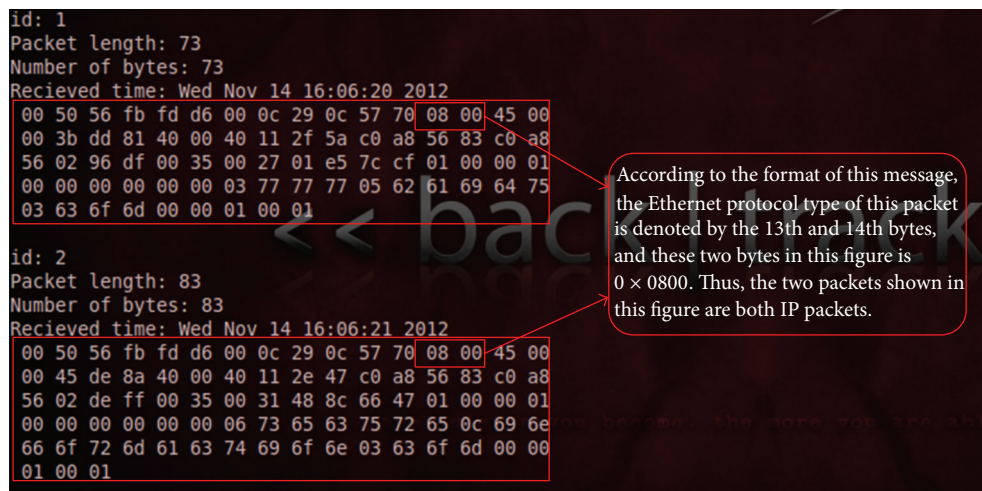 id: 1
Packet length: 73
Number of bytes: 73
Recieved time: Wed Nov 14 16:06:20 2012
00 50 56 fb fd d6 00 0c 29 0c 57 70 08 00 45 00
00 3b dd 81 40 00 40 11 2f 5a c0 a8 56 83 c0 a8
56 02 96 df 00 35 00 27 01 e5 7c cf 01 00 00 01
00 00 00 00 00 00 03 77 77 77 05 62 61 69 64 75
03 63 6f 6d 00 00 01 00 01
id: 2
Packet length: 83
Number of bytes: 83
Recieved time: Wed Nov 14 16:06:21 2012
00 50 56 fb fd d6 00 0c 29 0c 57 70 08 00 45 00
00 45 de 8a 40 00 40 11 2e 47 c0 a8 56 83 c0 a8
56 02 de ff 00 35 00 31 48 8c 66 47 01 00 00 01
00 00 00 00 00 00 06 73 65 63 75 72 65 0c 69 6e
66 6f 72 6d 61 63 74 69 6f 6e 03 63 6f 6d 00 00
01 00 01
According to the format of this message,
the Ethernet protocol type of this packet
is denoted by the 13th and 14th bytes,
and these two bytes in this figure is
0 × 0800. Thus, the two packets shown in
this figure are both IP packets.
<< back | track
become, the more you are